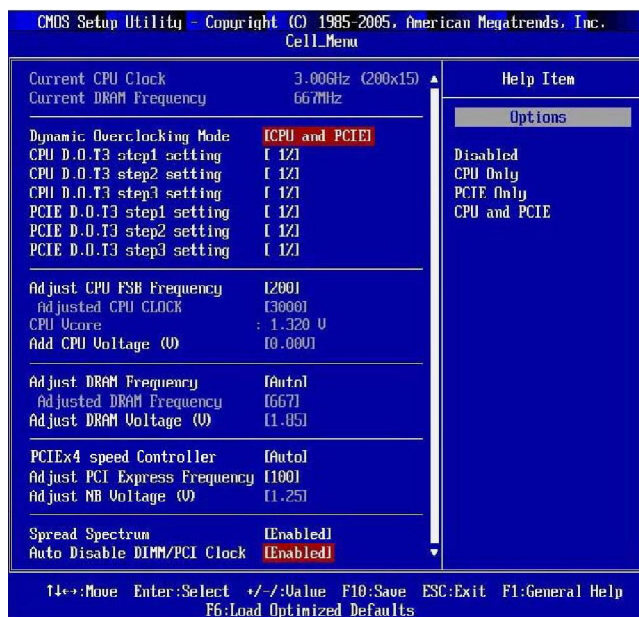 CMOS Setup Utility - Copyright (C) 1985-2005, American Megatrends, Inc.
Cell_Menu
Current CPU Clock 3.00GHz (200x15)
Current DRAM Frequency 667MHz
Dynamic Overclocking Mode [CPU and PCIE]
CPU D.O.T3 step1 setting [ 1%]
CPU D.O.T3 step2 setting [ 1%]
CPU D.O.T3 step3 setting [ 1%]
PCIE D.O.T3 step1 setting [ 1%]
PCIE D.O.T3 step2 setting [ 1%]
PCIE D.O.T3 step3 setting [ 1%]
Adjust CPU FSB Frequency [200]
Adjusted CPU CLOCK [3000]
CPU Vcore : 1.320 V
Add CPU Voltage (V) [0.00V]
Adjust DRAM Frequency [Auto]
Adjusted DRAM Frequency [667]
Adjust DRAM Voltage (V) [1.85]
PCIEx4 speed Controller [Auto]
Adjust PCI Express Frequency [100]
Adjust NB Voltage (V) [1.25]
Spread Spectrum [Enabled]
Auto Disable DIMM/PCI Clock [Enabled]
Help Item
Options
Disabled
CPU Only
PCIE Only
CPU and PCIE
↑↓←→:Move Enter:Select +/-/:Value F10:Save ESC:Exit F1:General Help
F6:Load Optimized Defaults